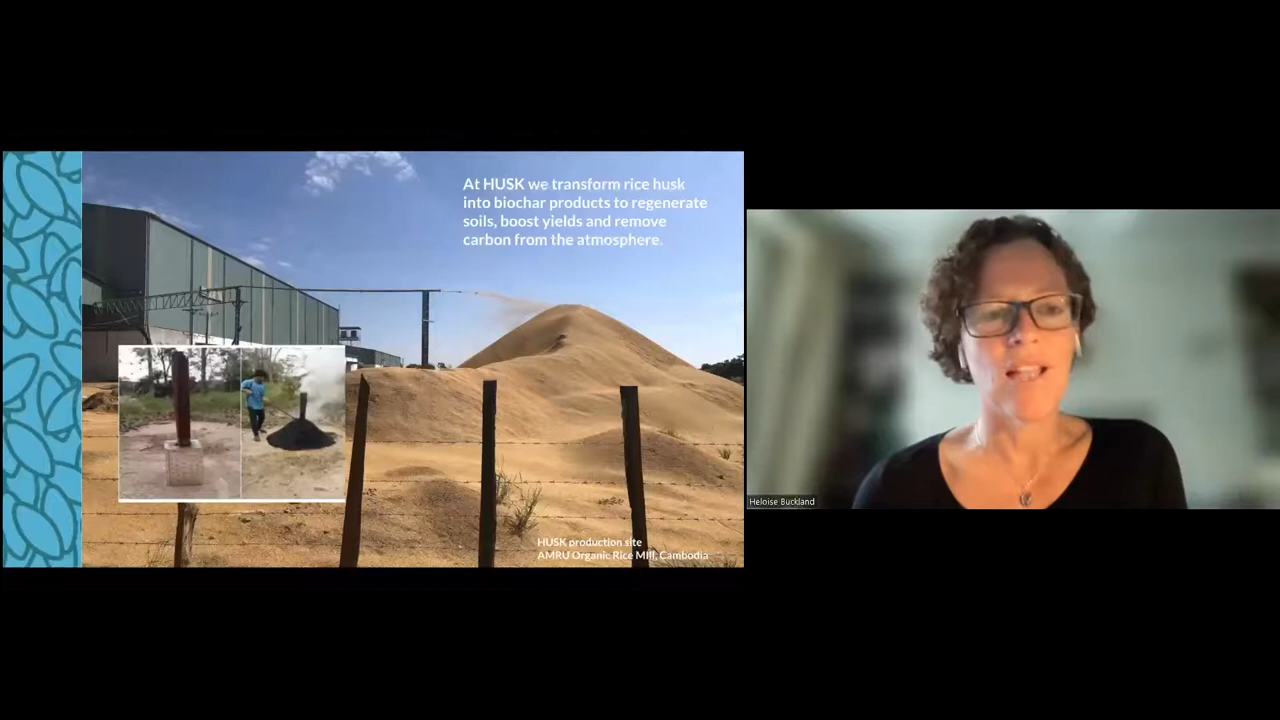 At HUSK we transform rice husk
into biochar products to regenerate
soils, boost yields and remove
carbon from the atmosphere.
HUSK production site
AMRU Organic Rice Mill, Cambodia
Heloise Buckland